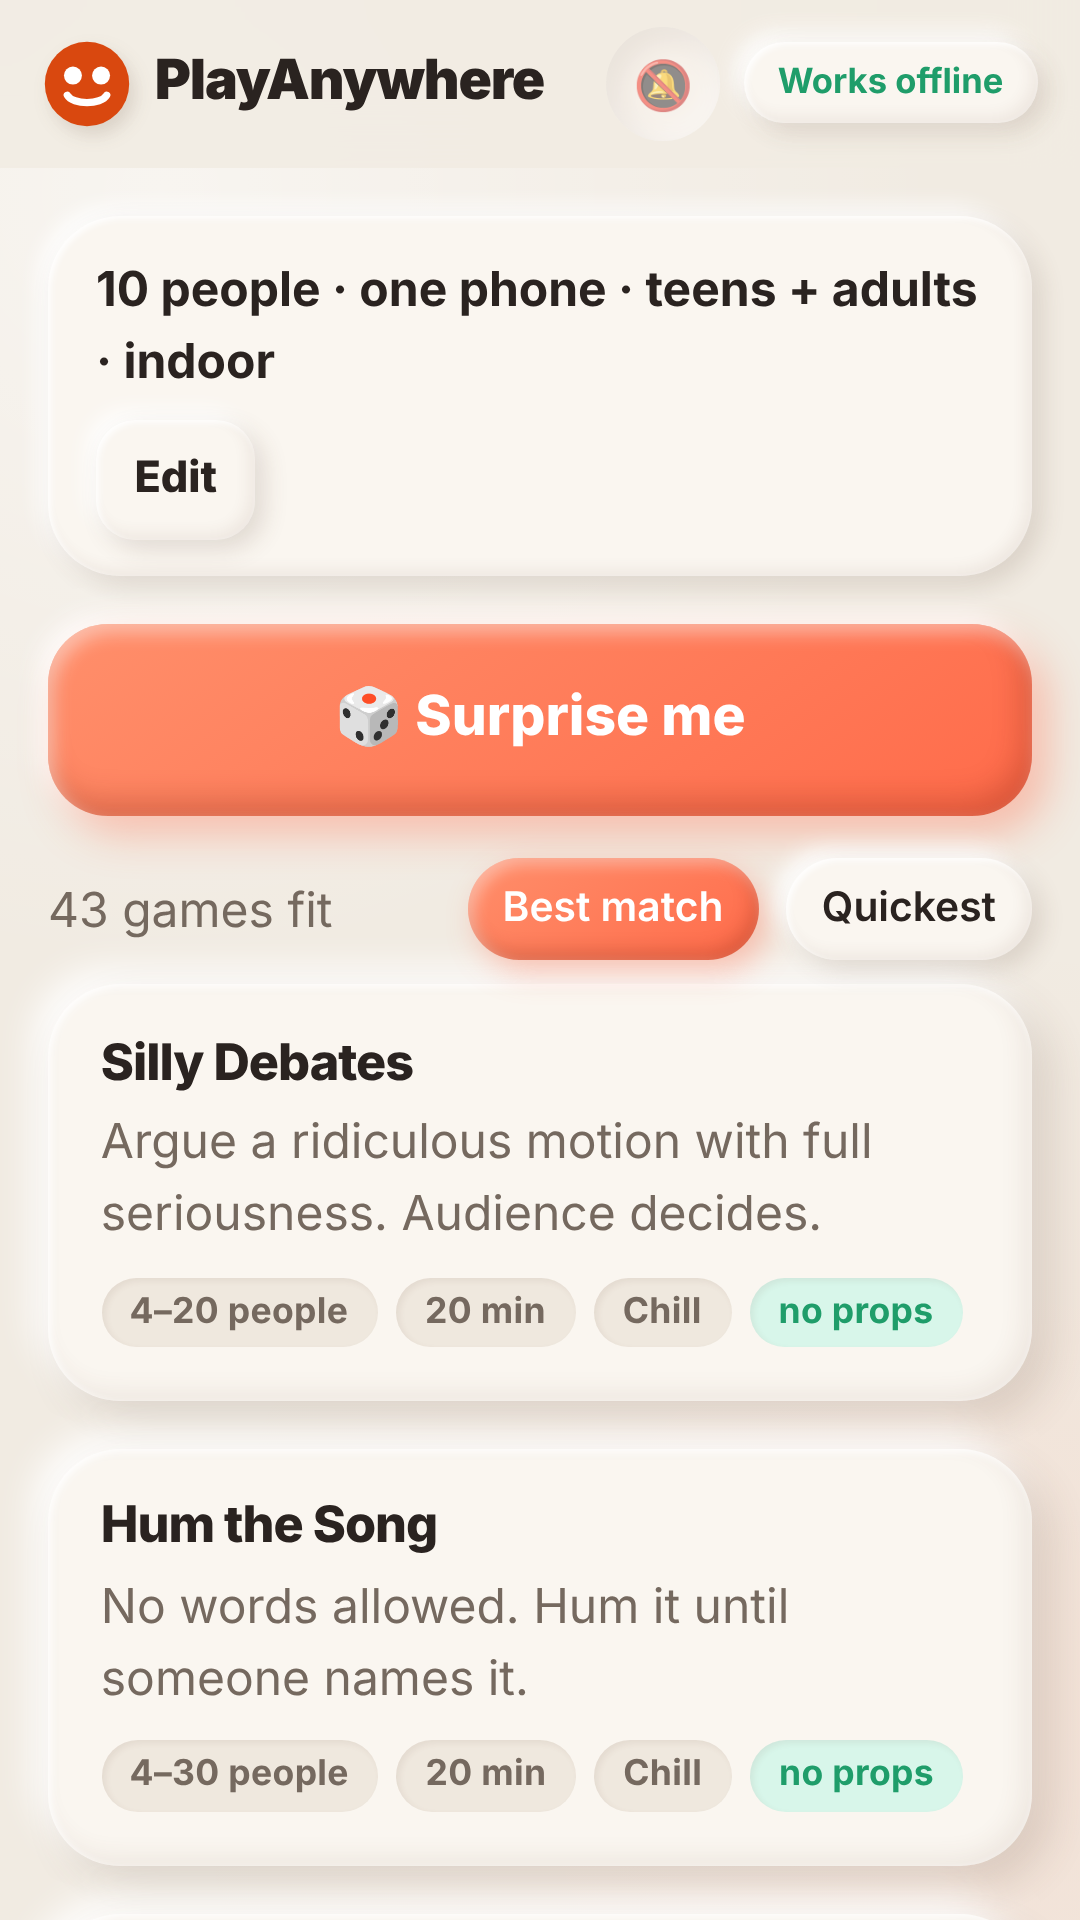 PlayAnywhere
Works offline
10 people · one phone · teens + adults
· indoor
Edit
Surprise me
43 games fit
Best match
Quickest
Silly Debates
Argue a ridiculous motion with full
seriousness. Audience decides.
4–20 people
20 min
Chill
no props
Hum the Song
No words allowed. Hum it until
someone names it.
4–30 people
20 min
Chill
no props